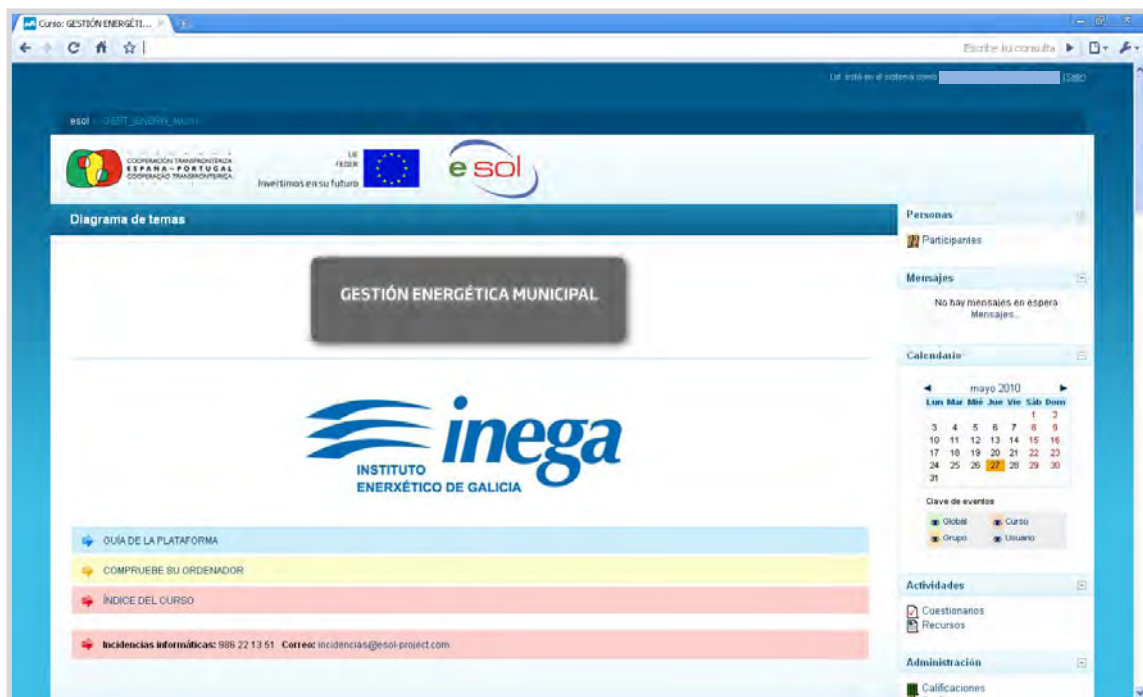 Curso: GESTIÓN ENERGÉTI...
Escribe tu consulta
Ud. está en el sistema como (Salir)
esol GEST_ENERG_MUNI
COOPERACIÓN TRANSFRONTERIZA
ESPAÑA - PORTUGAL
COOPERAÇÃO TRANSFRONTEIRIÇA
UE
FEDER
Invertimos en su futuro
e sol
Diagrama de temas
GESTIÓN ENERGÉTICA MUNICIPAL
inega
INSTITUTO
ENERXÉTICO DE GALICIA
GUÍA DE LA PLATAFORMA
COMPRUEBE SU ORDENADOR
ÍNDICE DEL CURSO
Incidencias informáticas: 986 22 13 51 Correo: incidencias@esol-project.com
Personas
Participantes
Mensajes
No hay mensajes en espera
Mensajes...
Calendario
mayo 2010
Lun Mar Mié Jue Vie Sáb Dom
1 2
3 4 5 6 7 8 9
10 11 12 13 14 15 16
17 18 19 20 21 22 23
24 25 26 27 28 29 30
31
Clave de eventos
Global Curso
Grupo Usuario
Actividades
Cuestionarios
Recursos
Administración
Calificaciones